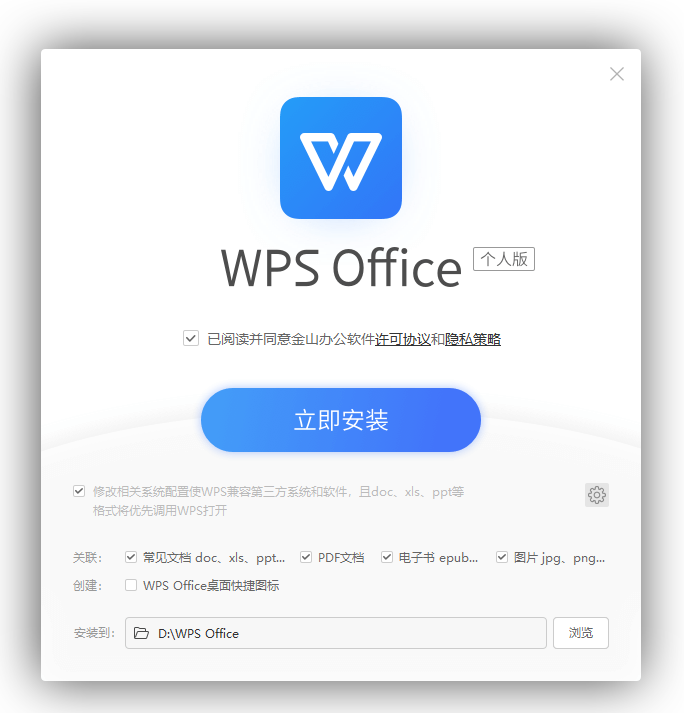 WPS Office 个人版
已阅读并同意金山办公软件许可协议和隐私策略
立即安装
修改相关系统配置使WPS兼容第三方系统和软件，且doc、xls、ppt等
格式将优先调用WPS打开
关联： 常见文档 doc、xls、ppt... PDF文档 电子书 epub... 图片 jpg、png...
创建： WPS Office桌面快捷图标
安装到： D:\WPS Office 浏览